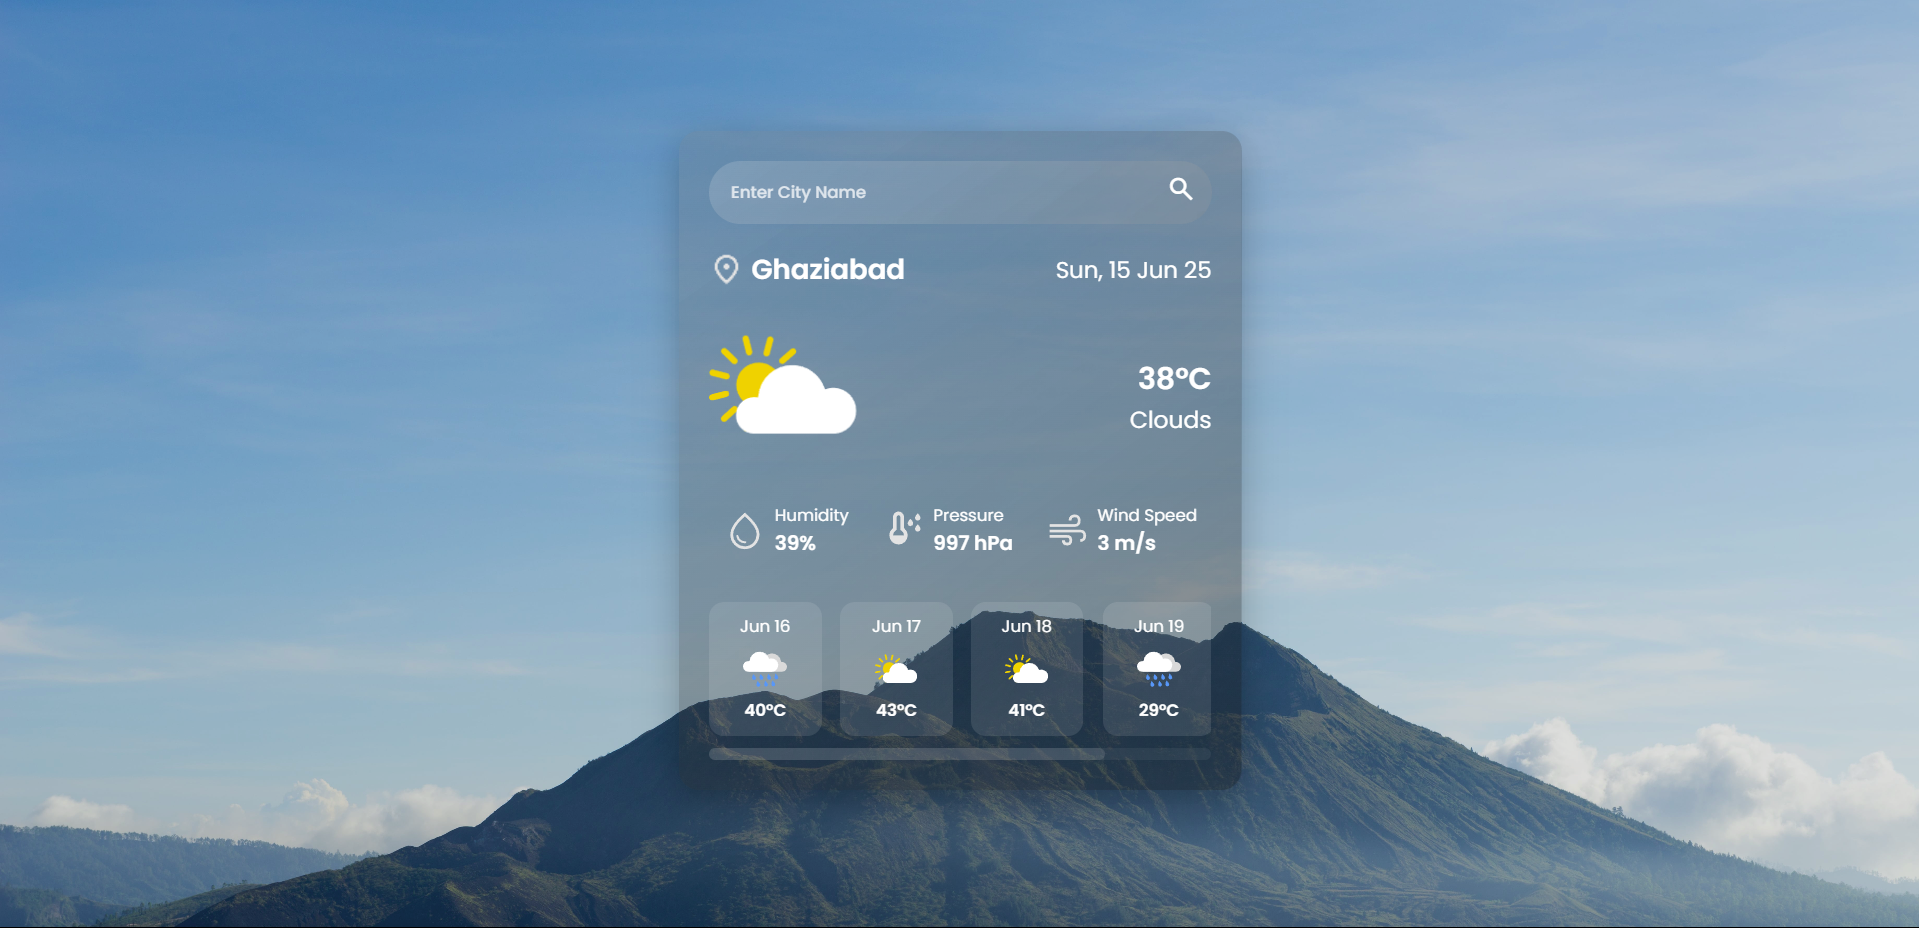 Enter City Name
Ghaziabad
Sun, 15 Jun 25
38°C
Clouds
Humidity
39%
Pressure
997 hPa
Wind Speed
3 m/s
Jun 16
40°C
Jun 17
43°C
Jun 18
41°C
Jun 19
29°C